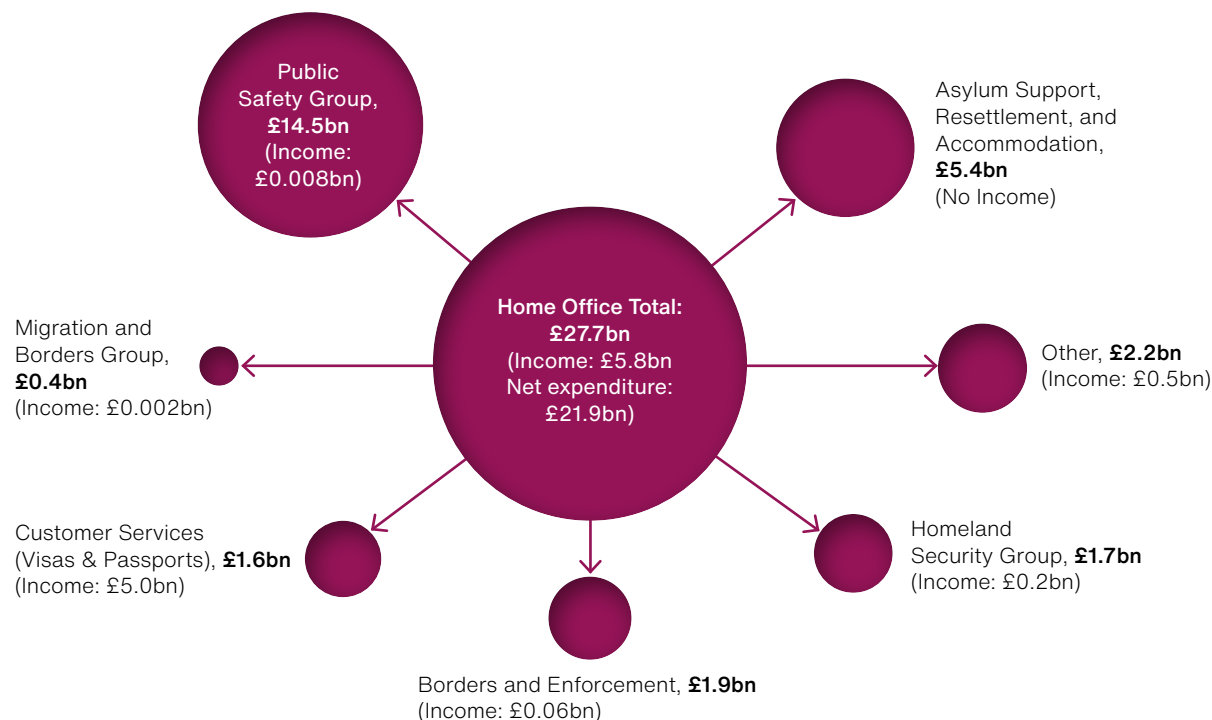 Public
Safety Group,
£14.5bn
(Income:
£0.008bn)
Asylum Support,
Resettlement, and
Accommodation,
£5.4bn
(No Income)
Home Office Total:
£27.7bn
(Income: £5.8bn
Net expenditure:
£21.9bn)
Migration and
Borders Group,
£0.4bn
(Income: £0.002bn)
Other, £2.2bn
(Income: £0.5bn)
Customer Services
(Visas & Passports), £1.6bn
(Income: £5.0bn)
Homeland
Security Group, £1.7bn
(Income: £0.2bn)
Borders and Enforcement, £1.9bn
(Income: £0.06bn)